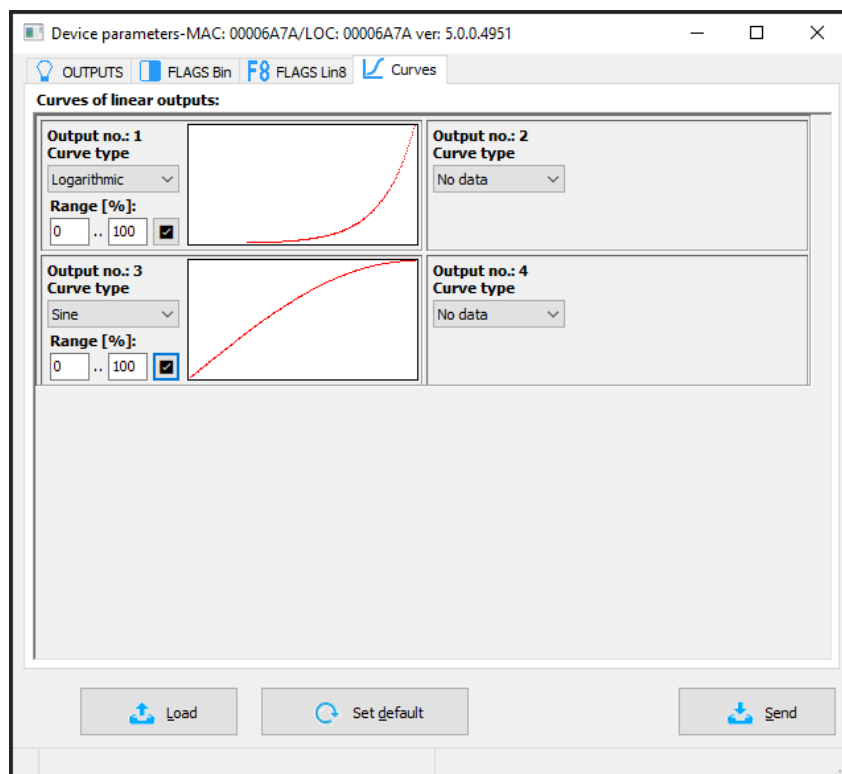 Device parameters-MAC: 00006A7A/LOC: 00006A7A ver: 5.0.0.4951
OUTPUTS FLAGS Bin F8 FLAGS Lin8 Curves
Curves of linear outputs:
Output no.: 1
Curve type
Logarithmic
Range [%]:
0 .. 100
Output no.: 2
Curve type
No data
Output no.: 3
Curve type
Sine
Range [%]:
0 .. 100
Output no.: 4
Curve type
No data
Load Set default Send